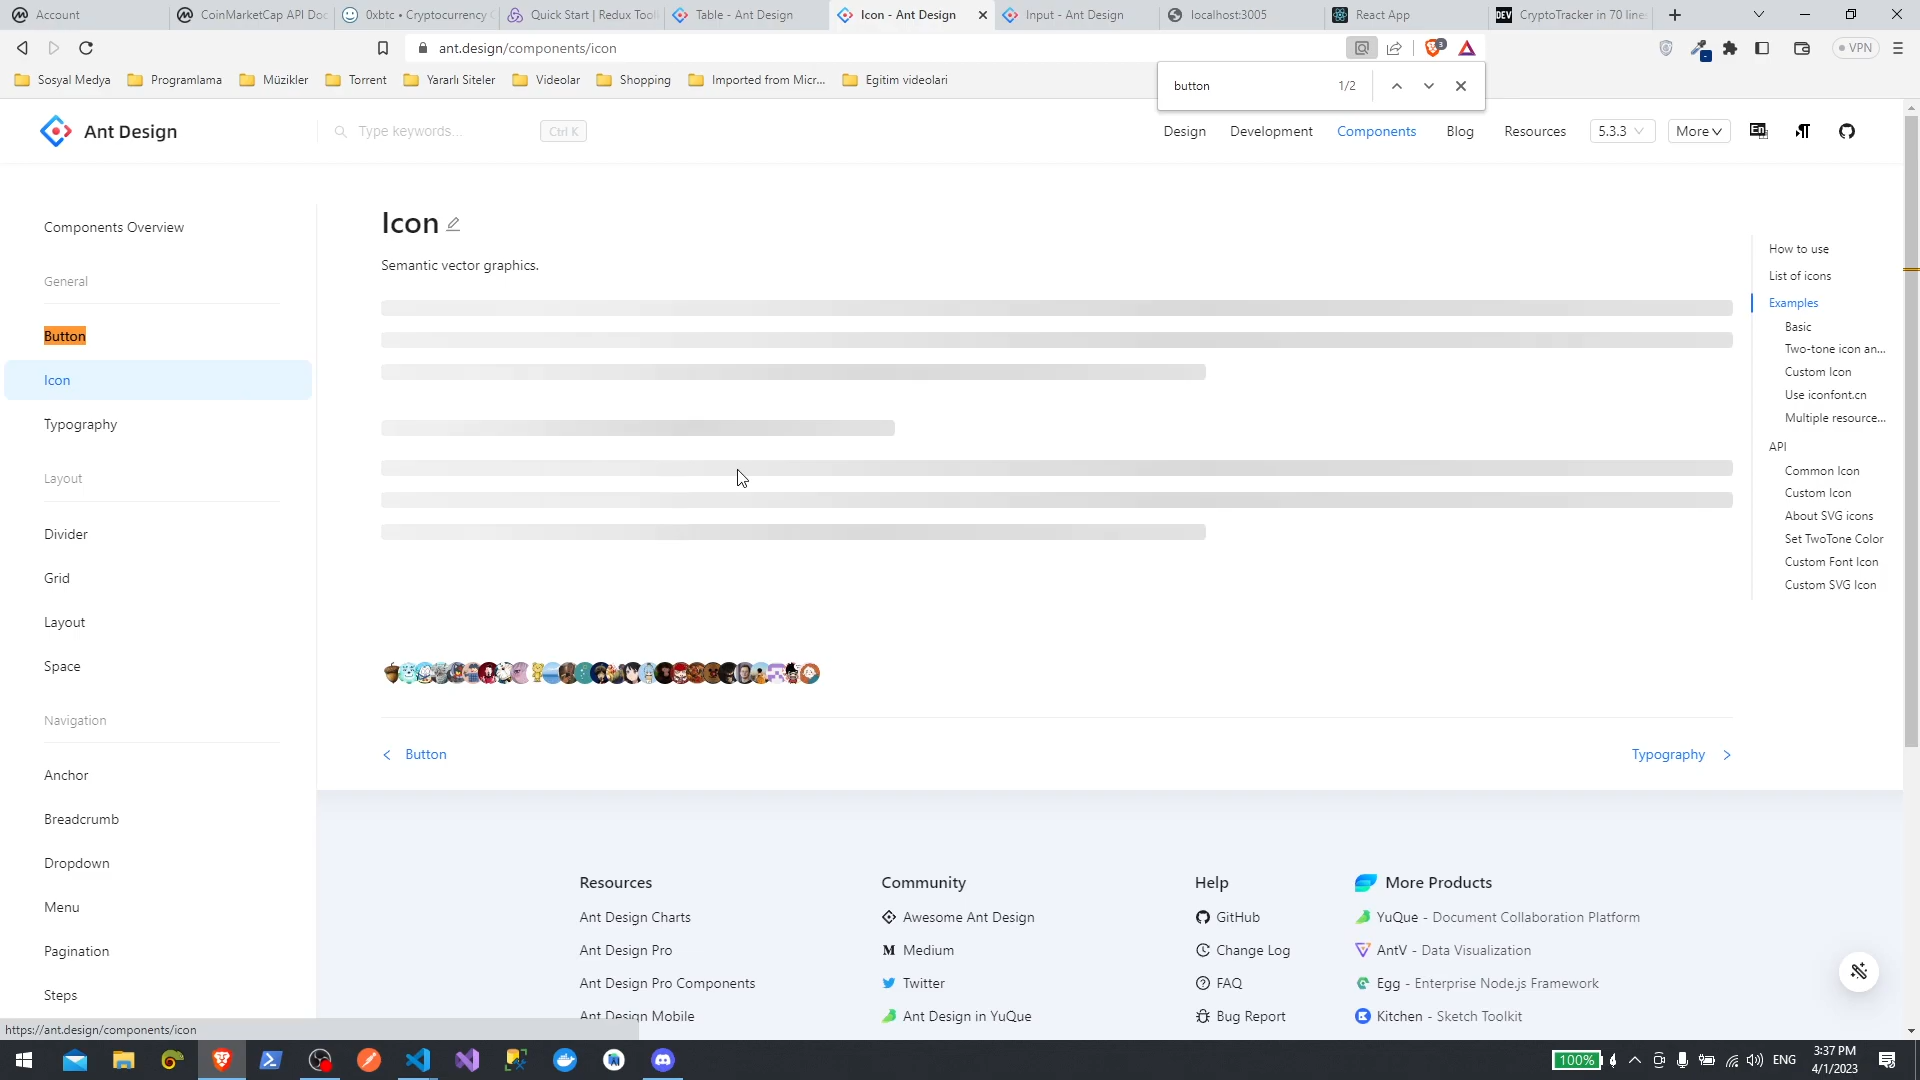 Account
CoinMarketCap API Doc
0xbtc • Cryptocurrency
Quick Start | Redux Tool
Table - Ant Design
Icon - Ant Design
Input - Ant Design
localhost:3005
React App
DEV
CryptoTracker in 70 line
ant.design/components/icon
3
VPN
Sosyal Medya
Programlama
Müzikler
Torrent
Yararlı Siteler
Videolar
Shopping
Imported from Micr...
Egitim videolari
button
1/2
Ant Design
Type keywords...
Ctrl K
Design
Development
Components
Blog
Resources
5.3.3
More
En
Components Overview
General
Button
Icon
Typography
Layout
Divider
Grid
Layout
Space
Navigation
Anchor
Breadcrumb
Dropdown
Menu
Pagination
Steps
Icon
Semantic vector graphics.
How to use
List of icons
Examples
Basic
Two-tone icon an...
Custom Icon
Use iconfont.cn
Multiple resource...
API
Common Icon
Custom Icon
About SVG icons
Set TwoTone Color
Custom Font Icon
Custom SVG Icon
< Button
Typography >
Resources
Ant Design Charts
Ant Design Pro
Ant Design Pro Components
Ant Design Mobile
Community
Awesome Ant Design
Medium
Twitter
Ant Design in YuQue
Help
GitHub
Change Log
FAQ
Bug Report
More Products
YuQue - Document Collaboration Platform
AntV - Data Visualization
Egg - Enterprise Node.js Framework
Kitchen - Sketch Toolkit
https://ant.design/components/icon
100%
ENG
3:37 PM
4/1/2023